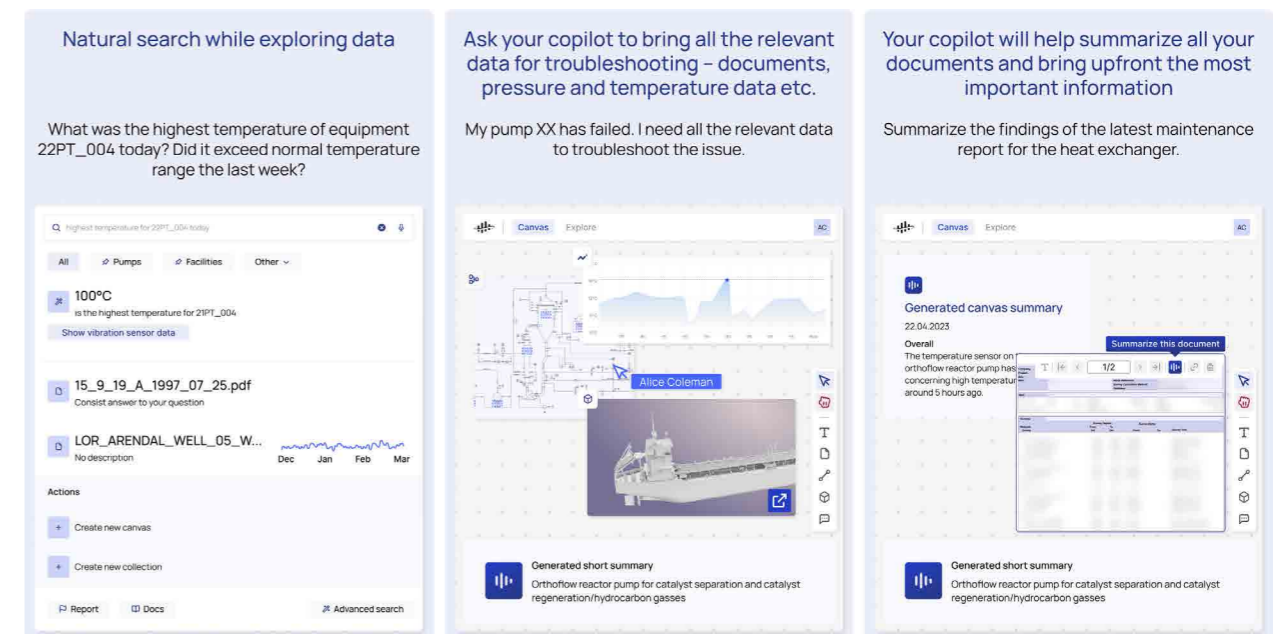 Natural search while exploring data
What was the highest temperature of equipment
22PT_004 today? Did it exceed normal temperature
range the last week?
highest temperature for 22PT_004 today
All
Pumps
Facilities
Other
100°C
is the highest temperature for 21PT_004
Show vibration sensor data
15_9_19_A_1997_07_25.pdf
Consist answer to your question
LOR_ARENDAL_WELL_05_W...
No description
Dec Jan Feb Mar
Actions
+ Create new canvas
+ Create new collection
Report
Docs
Advanced search
Ask your copilot to bring all the relevant
data for troubleshooting – documents,
pressure and temperature data etc.
My pump XX has failed. I need all the relevant data
to troubleshoot the issue.
Canvas Explore AC
Alice Coleman
T
Generated short summary
Orthoflow reactor pump for catalyst separation and catalyst
regeneration/hydrocarbon gasses
Your copilot will help summarize all your
documents and bring upfront the most
important information
Summarize the findings of the latest maintenance
report for the heat exchanger.
Canvas Explore AC
Generated canvas summary
22.04.2023
Overall
The temperature sensor on
orthoflow reactor pump has
concerning high temperatur
around 5 hours ago.
Summarize this document
T 1/2
T
Generated short summary
Orthoflow reactor pump for catalyst separation and catalyst
regeneration/hydrocarbon gasses